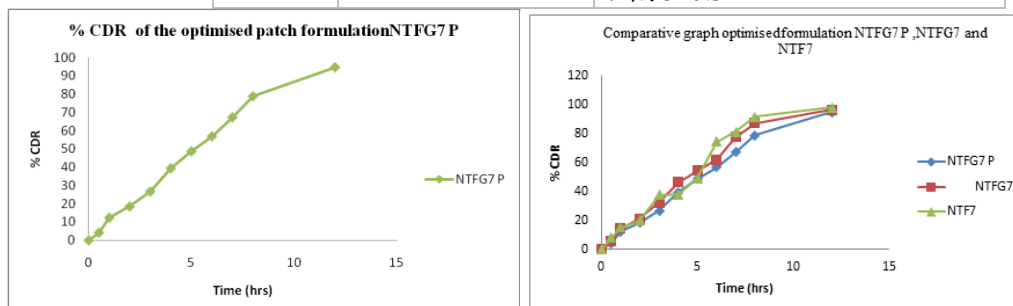 % CDR of the optimised patch formulationNTFG7 P
100
90
80
70
60
50
40
30
20
10
0
% CDR
0
5
10
15
Time (hrs)
NTFG7 P
Comparative graph optimisedformulation NTFG7 P ,NTFG7 and
NTF7
120
100
80
60
40
20
0
% CDR
0
5
10
15
Time (hrs)
NTFG7 P
NTFG7
NTF7